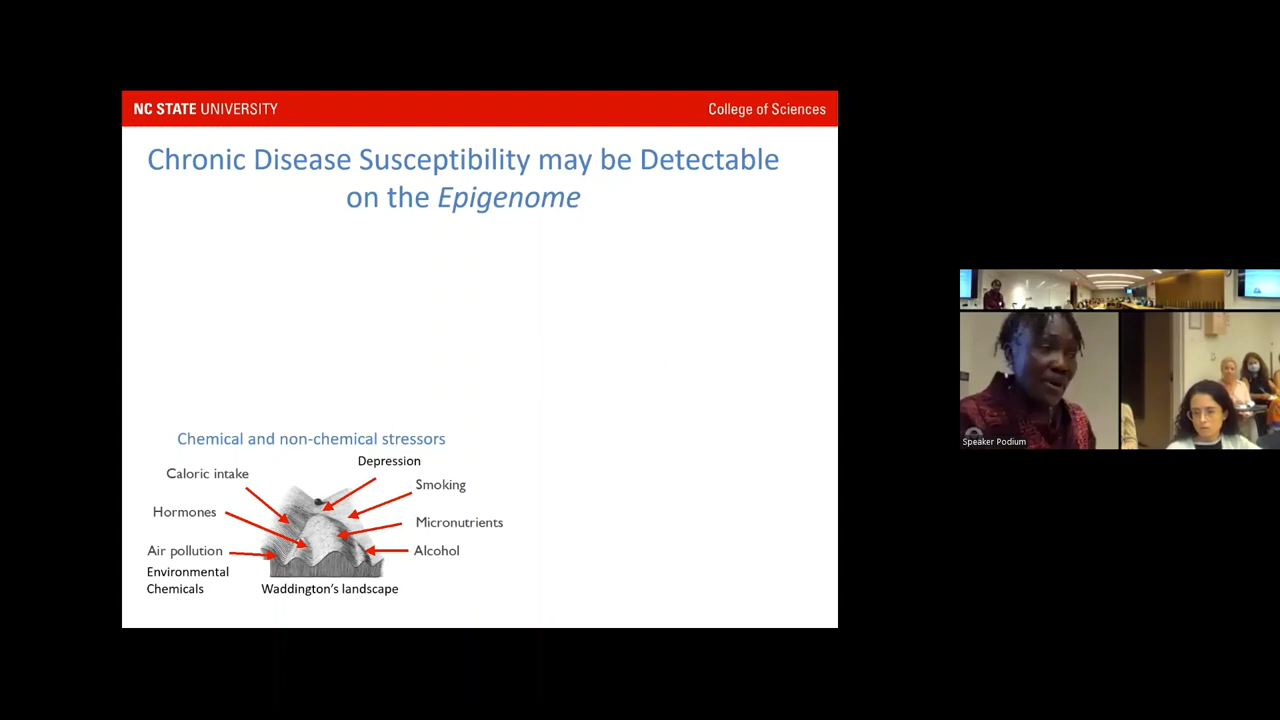 NC STATE UNIVERSITY
College of Sciences
Chronic Disease Susceptibility may be Detectable
on the Epigenome
Chemical and non-chemical stressors
Depression
Caloric intake
Smoking
Hormones
Micronutrients
Air pollution
Alcohol
Environmental
Chemicals
Waddington's landscape
Speaker Podium